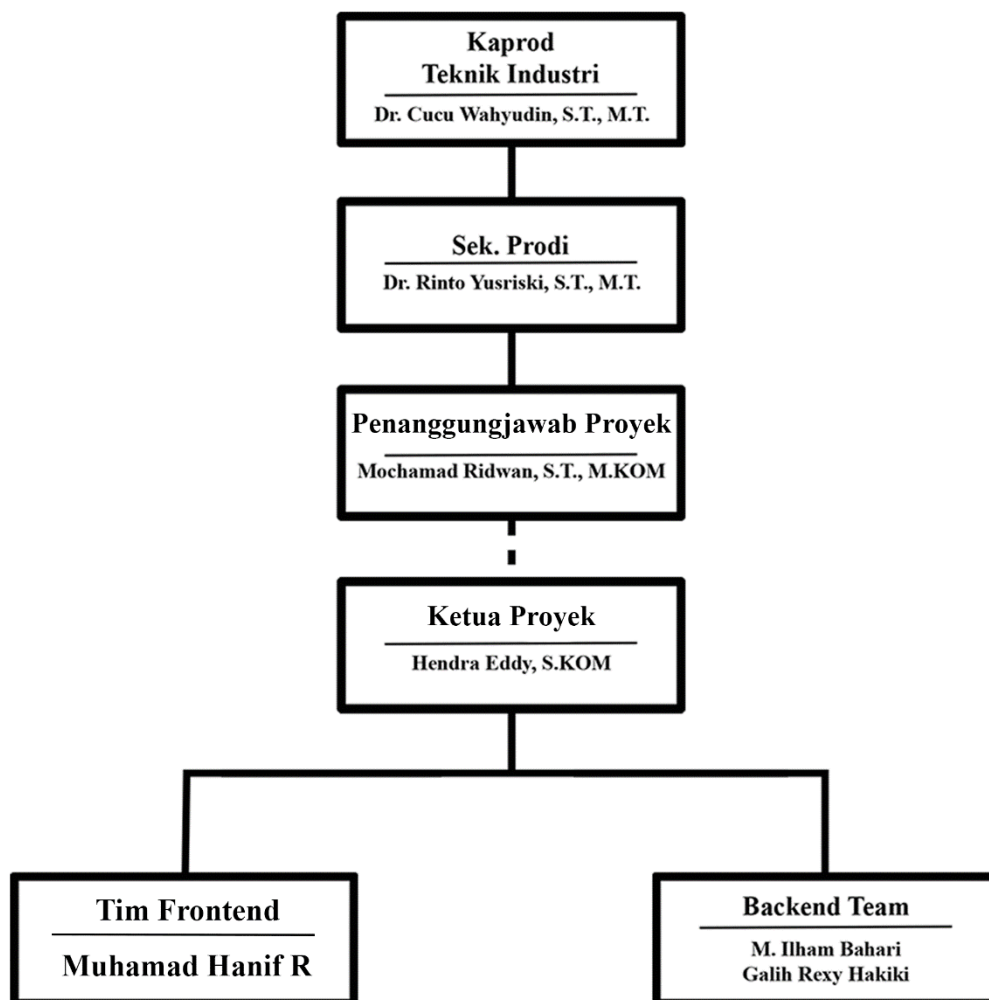 Kaprod
Teknik Industri
Dr. Cucu Wahyudin, S.T., M.T.
Sek. Prodi
Dr. Rinto Yusriski, S.T., M.T.
Penanggungjawab Proyek
Mochamad Ridwan, S.T., M.KOM
Ketua Proyek
Hendra Eddy, S.KOM
Tim Frontend
Muhamad Hanif R
Backend Team
M. Ilham Bahari
Galih Rexy Hakiki